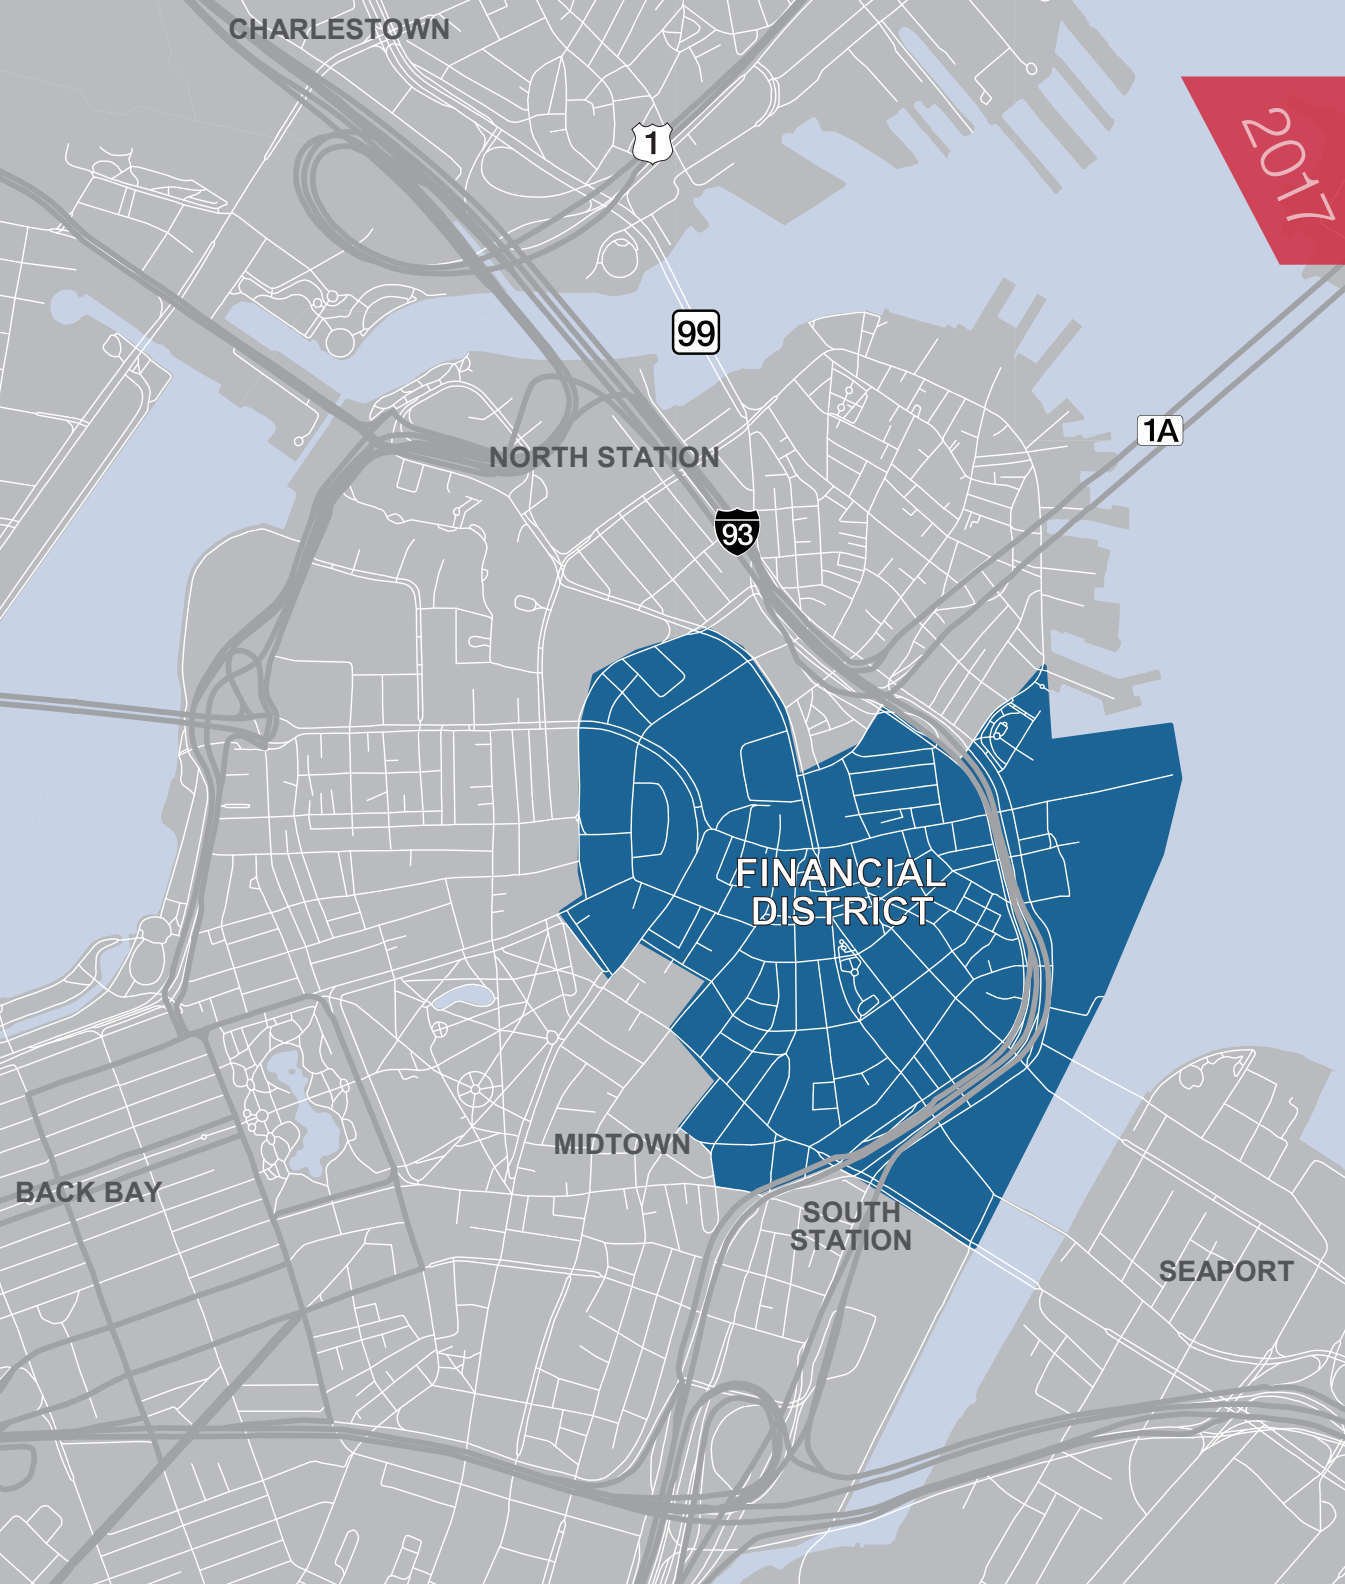 CHARLESTOWN
1
2017
99
1A
NORTH STATION
93
FINANCIAL
DISTRICT
MIDTOWN
BACK BAY
SOUTH
STATION
SEAPORT